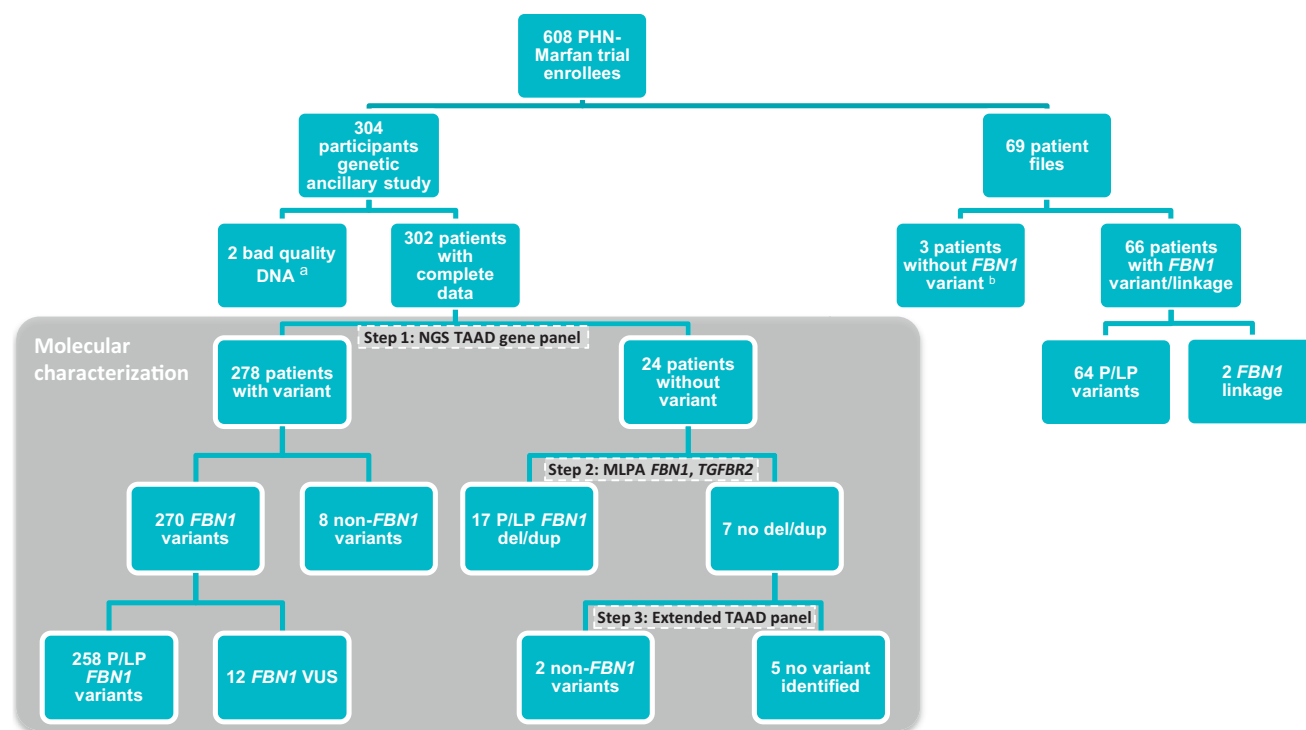 608 PHN-
Marfan trial
enrollees
304
participants
genetic
ancillary study
69 patient
files
2 bad quality
DNA a
302 patients
with
complete
data
3 patients
without FBN1
variant b
66 patients
with FBN1
variant/linkage
Step 1: NGS TAAD gene panel
Molecular
characterization
278 patients
with variant
24 patients
without
variant
64 P/LP
variants
2 FBN1
linkage
Step 2: MLPA FBN1, TGFBR2
270 FBN1
variants
8 non-FBN1
variants
17 P/LP FBN1
del/dup
7 no del/dup
Step 3: Extended TAAD panel
258 P/LP
FBN1
variants
12 FBN1 VUS
2 non-FBN1
variants
5 no variant
identified